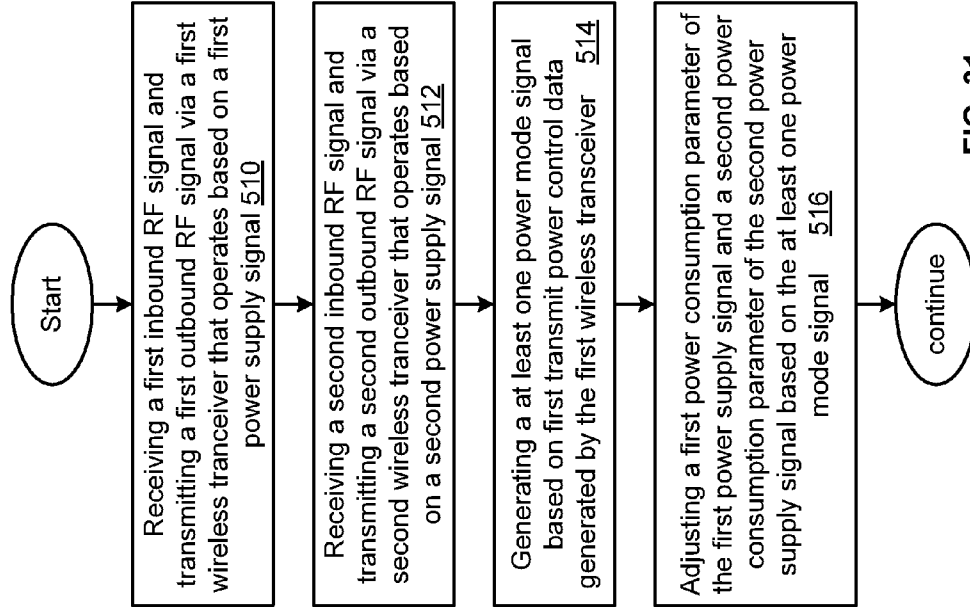 Start
Receiving a first inbound RF signal and
transmitting a first outbound RF signal via a first
wireless tranceiver that operates based on a first
power supply signal 510
Receiving a second inbound RF signal and
transmitting a second outbound RF signal via a
second wireless tranceiver that operates based
on a second power supply signal 512
Generating a at least one power mode signal
based on first transmit power control data
generated by the first wireless transceiver 514
Adjusting a first power consumption parameter of
the first power supply signal and a second power
consumption parameter of the second power
supply signal based on the at least one power
mode signal 516
continue